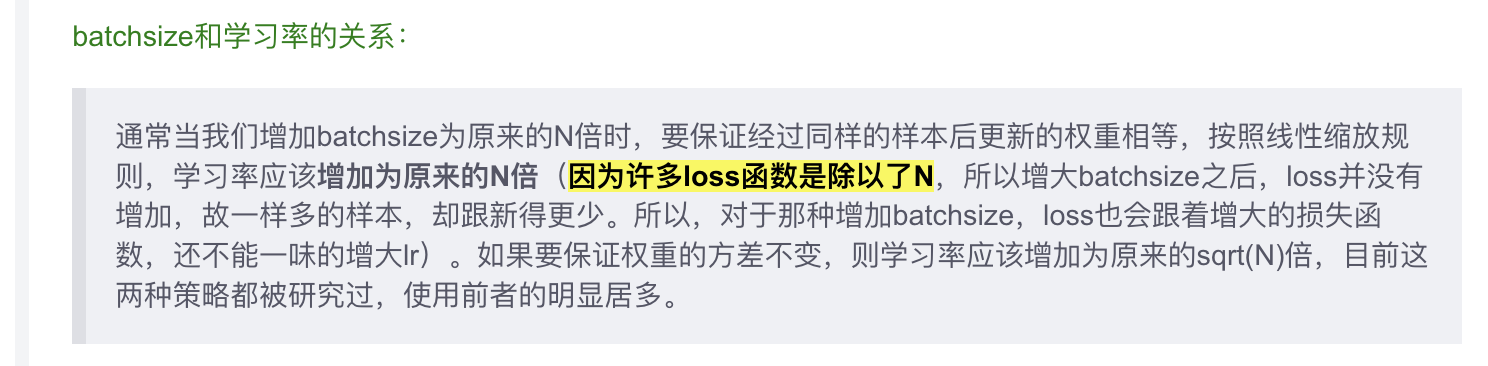 batchsize和学习率的关系：
通常当我们增加batchsize为原来的N倍时，要保证经过同样的样本后更新的权重相等，按照线性缩放规
则，学习率应该增加为原来的N倍（因为许多loss函数是除以了N，所以增大batchsize之后，loss并没有
增加，故一样多的样本，却跟新得更少。所以，对于那种增加batchsize，loss也会跟着增大的损失函
数，还不能一味的增大lr）。如果要保证权重的方差不变，则学习率应该增加为原来的sqrt(N)倍，目前这
两种策略都被研究过，使用前者的明显居多。